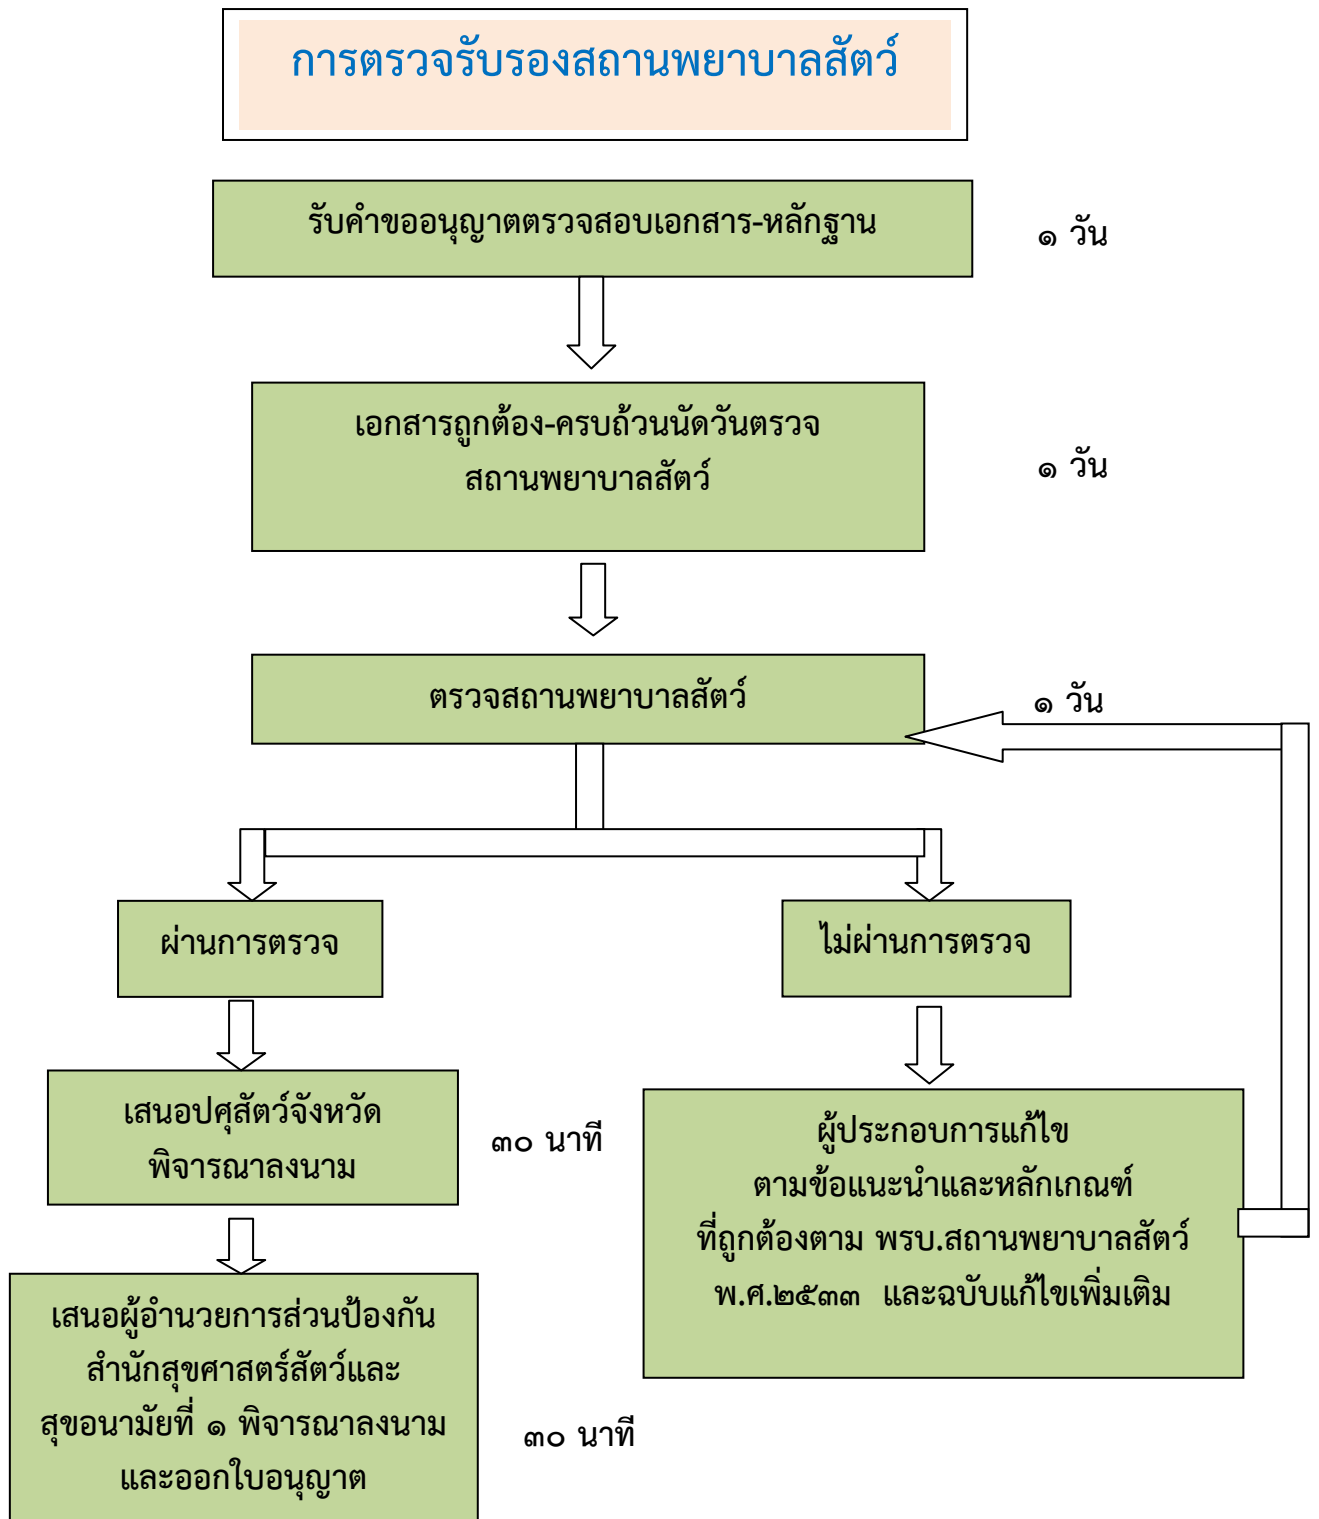 การตรวจรับรองสถานพยาบาลสัตว์
รับคำขออนุญาตตรวจสอบเอกสาร-หลักฐาน
๑ วัน
เอกสารถูกต้อง-ครบถ้วนนัดวันตรวจ
สถานพยาบาลสัตว์
๑ วัน
ตรวจสถานพยาบาลสัตว์
๑ วัน
ผ่านการตรวจ
ไม่ผ่านการตรวจ
เสนอปศุสัตว์จังหวัด
พิจารณาลงนาม
๓๐ นาที
ผู้ประกอบการแก้ไข
ตามข้อแนะนำและหลักเกณฑ์
ที่ถูกต้องตาม พรบ.สถานพยาบาลสัตว์
พ.ศ.๒๕๓๓ และฉบับแก้ไขเพิ่มเติม
เสนอผู้อำนวยการส่วนป้องกัน
สำนักสุขศาสตร์สัตว์และ
สุขอนามัยที่ ๑ พิจารณาลงนาม
และออกใบอนุญาต
๓๐ นาที